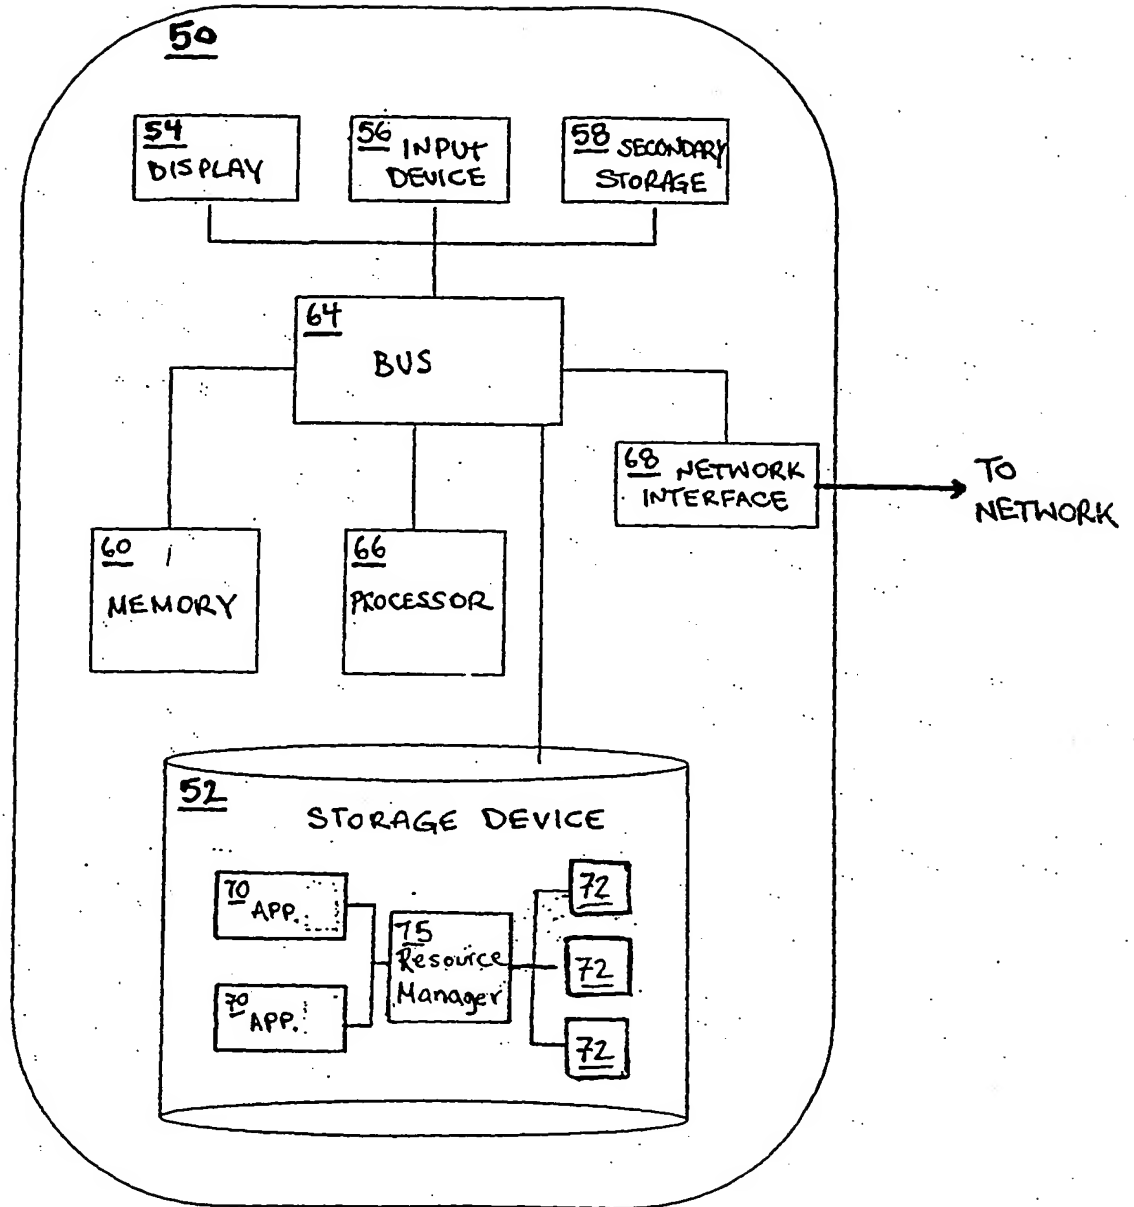 50
54
DISPLAY
56 INPUT
DEVICE
58 SECONDARY
STORAGE
64
BUS
68 NETWORK
INTERFACE
TO
NETWORK
60
MEMORY
66
PROCESSOR
52
STORAGE DEVICE
70
APP.
70
APP.
75
Resource
Manager
72
72
72